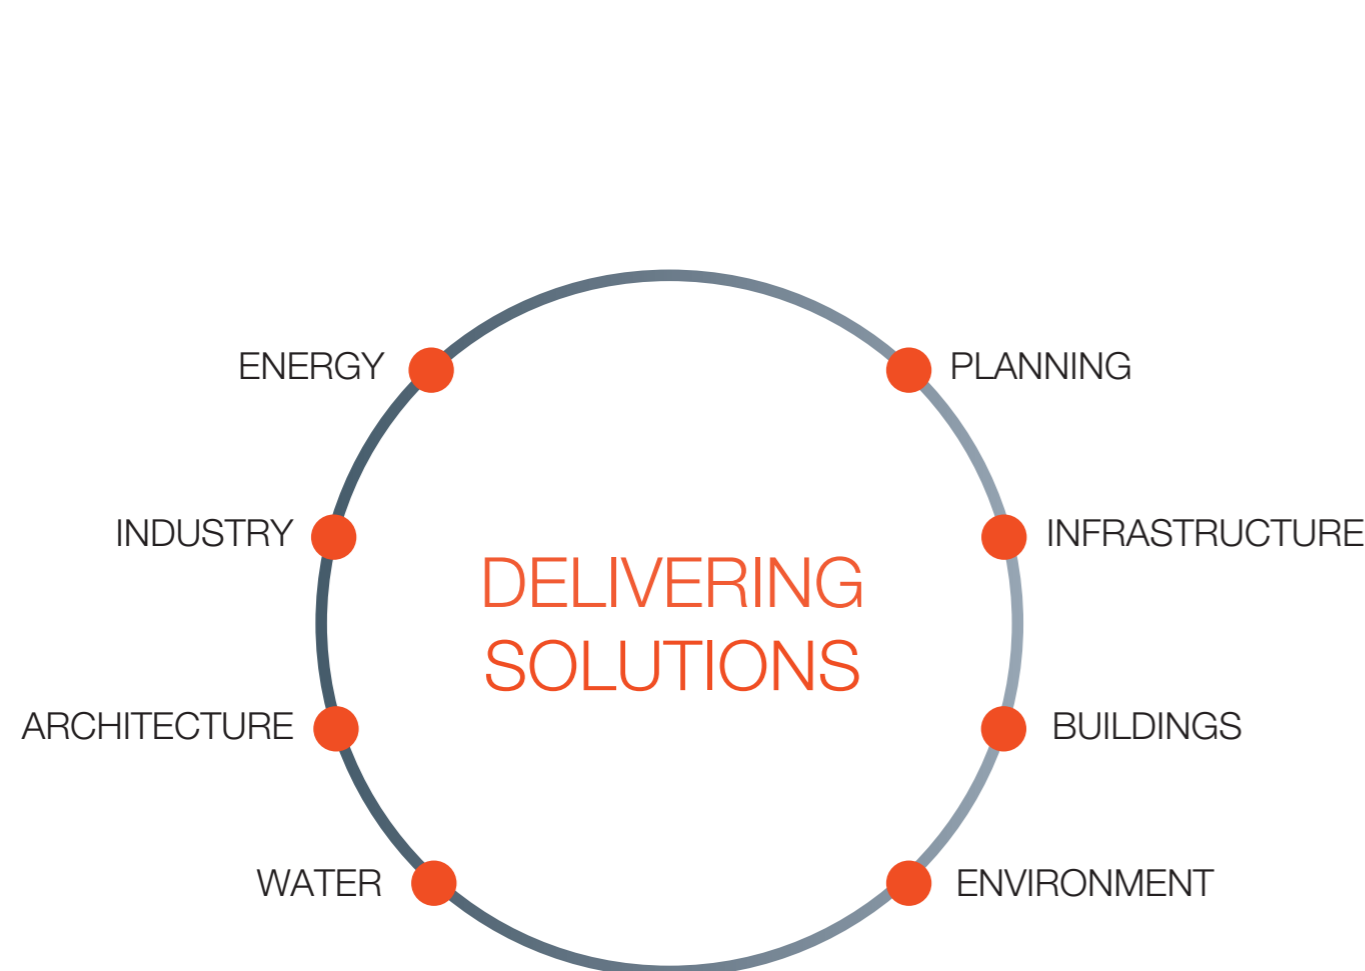 ENERGY
PLANNING
INDUSTRY
INFRASTRUCTURE
DELIVERING
SOLUTIONS
ARCHITECTURE
BUILDINGS
WATER
ENVIRONMENT